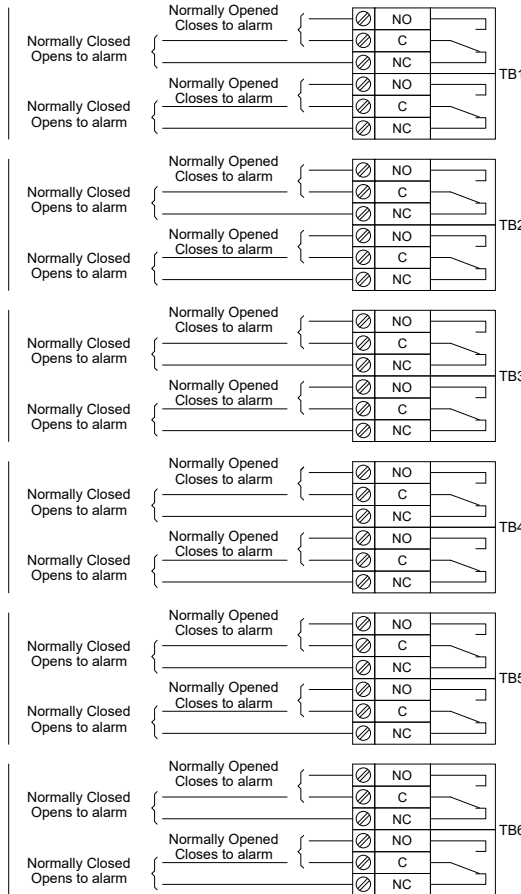 Normally Opened
Closes to alarm
NO
Normally Closed
Opens to alarm
C
NC
TB1
Normally Opened
Closes to alarm
NO
Normally Closed
Opens to alarm
C
NC
Normally Opened
Closes to alarm
NO
Normally Closed
Opens to alarm
C
NC
TB2
Normally Opened
Closes to alarm
NO
Normally Closed
Opens to alarm
C
NC
Normally Opened
Closes to alarm
NO
Normally Closed
Opens to alarm
C
NC
TB3
Normally Opened
Closes to alarm
NO
Normally Closed
Opens to alarm
C
NC
Normally Opened
Closes to alarm
NO
Normally Closed
Opens to alarm
C
NC
TB4
Normally Opened
Closes to alarm
NO
Normally Closed
Opens to alarm
C
NC
Normally Opened
Closes to alarm
NO
Normally Closed
Opens to alarm
C
NC
TB5
Normally Opened
Closes to alarm
NO
Normally Closed
Opens to alarm
C
NC
Normally Opened
Closes to alarm
NO
Normally Closed
Opens to alarm
C
NC
TB6
Normally Opened
Closes to alarm
NO
Normally Closed
Opens to alarm
C
NC